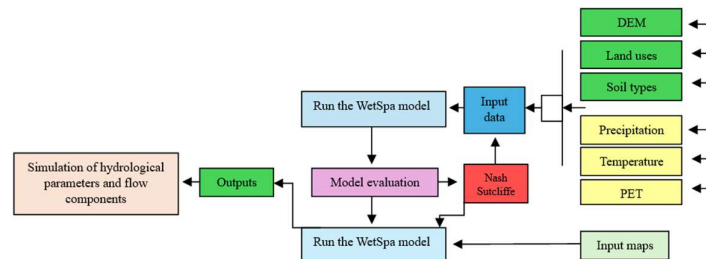 DEM
Land uses
Soil types
Run the WetSpa model
Input
data
Precipitation
Simulation of hydrological
parameters and flow
components
Outputs
Model evaluation
Nash
Sutcliffe
Temperature
PET
Run the WetSpa model
Input maps